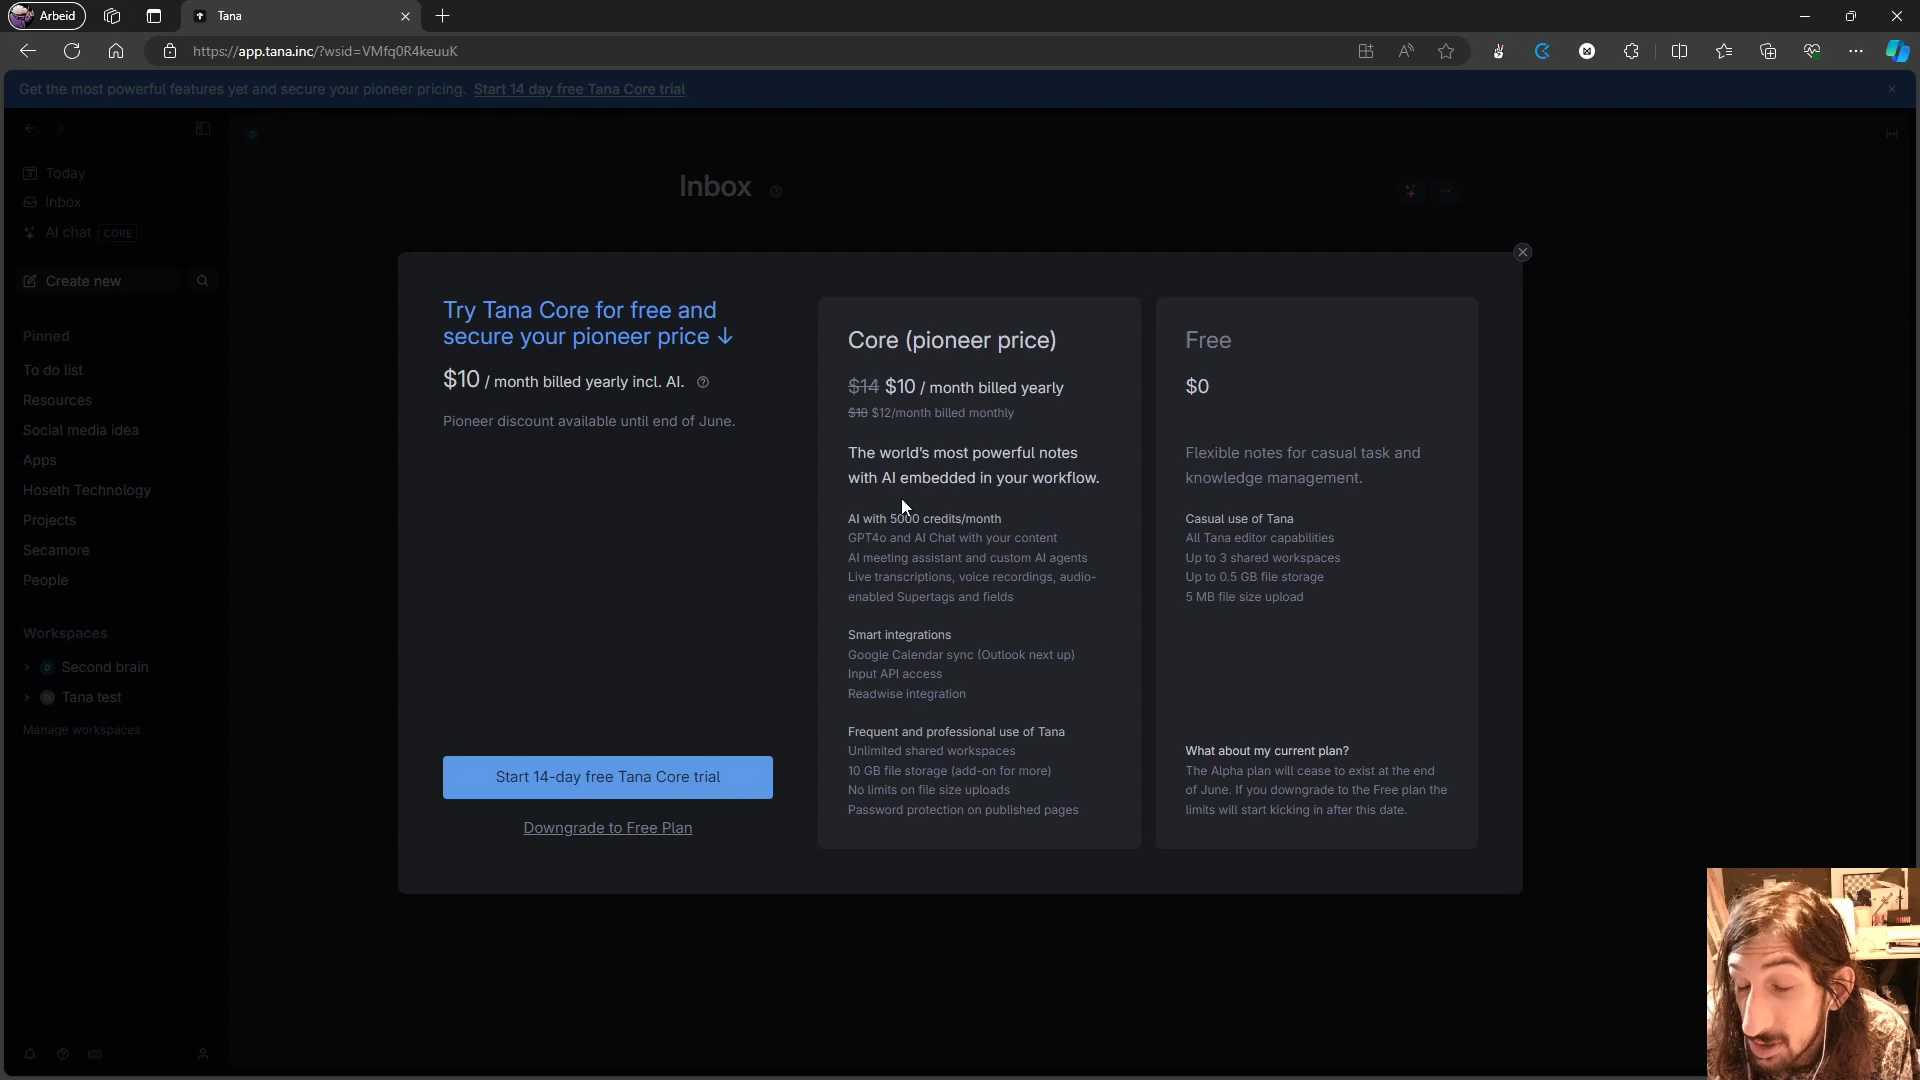 Arbeid
Tana
https://app.tana.inc/?wsid=VMfq0R4keuuK
Get the most powerful features yet and secure your pioneer pricing. Start 14 day free Tana Core trial
Today
Inbox
AI chat CORE
Create new
Pinned
To do list
Resources
Social media idea
Apps
Hoseth Technology
Projects
Secamore
People
Workspaces
Second brain
Tana test
Manage workspaces
Inbox
Try Tana Core for free and
secure your pioneer price ↓
$10 / month billed yearly incl. AI.
Pioneer discount available until end of June.
Start 14-day free Tana Core trial
Downgrade to Free Plan
Core (pioneer price)
$14 $10 / month billed yearly
$18 $12/month billed monthly
The world's most powerful notes
with AI embedded in your workflow.
AI with 5000 credits/month
GPT4o and AI Chat with your content
AI meeting assistant and custom AI agents
Live transcriptions, voice recordings, audio-
enabled Supertags and fields
Smart integrations
Google Calendar sync (Outlook next up)
Input API access
Readwise integration
Frequent and professional use of Tana
Unlimited shared workspaces
10 GB file storage (add-on for more)
No limits on file size uploads
Password protection on published pages
Free
$0
Flexible notes for casual task and
knowledge management.
Casual use of Tana
All Tana editor capabilities
Up to 3 shared workspaces
Up to 0.5 GB file storage
5 MB file size upload
What about my current plan?
The Alpha plan will cease to exist at the end
of June. If you downgrade to the Free plan the
limits will start kicking in after this date.